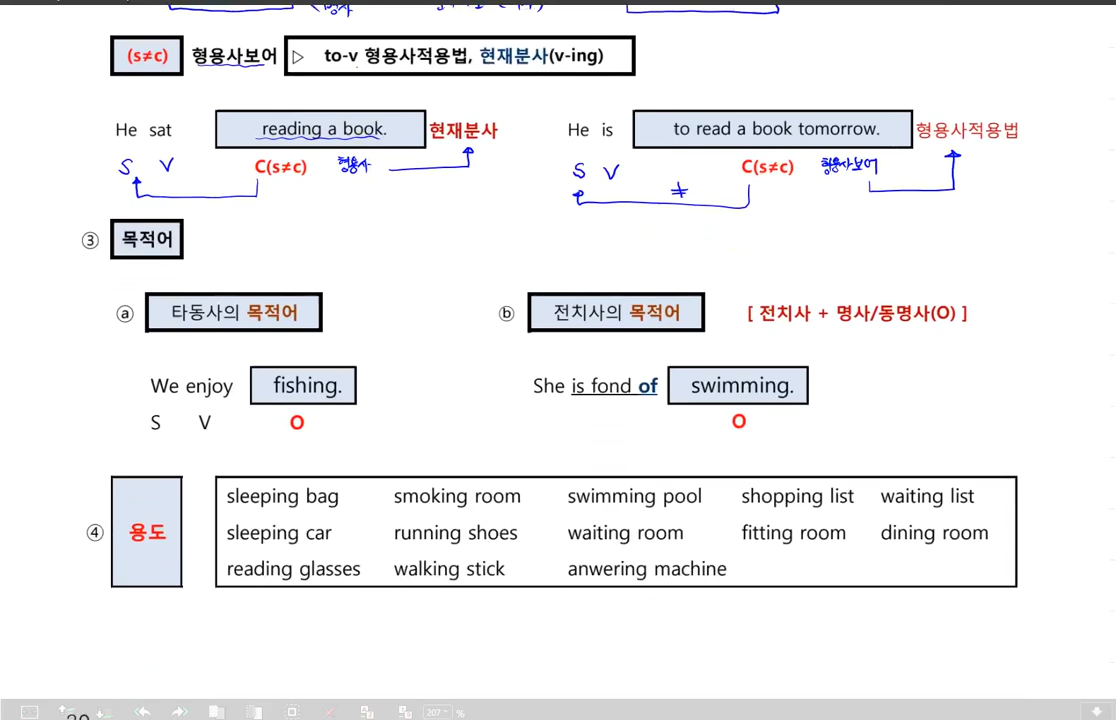 (s≠c) 형용사보어 ▷ to-v 형용사적용법, 현재분사(v-ing)
He sat reading a book. 현재분사 He is to read a book tomorrow. 형용사적용법
S V C(s≠c) 형용사 S V C(s≠c) 형용사보어
≠
③ 목적어
ⓐ 타동사의 목적어 ⓑ 전치사의 목적어 [ 전치사 + 명사/동명사(O) ]
We enjoy fishing. She is fond of swimming.
S V O O
④ 용도
sleeping bag smoking room swimming pool shopping list waiting list
sleeping car running shoes waiting room fitting room dining room
reading glasses walking stick anwering machine
207 %